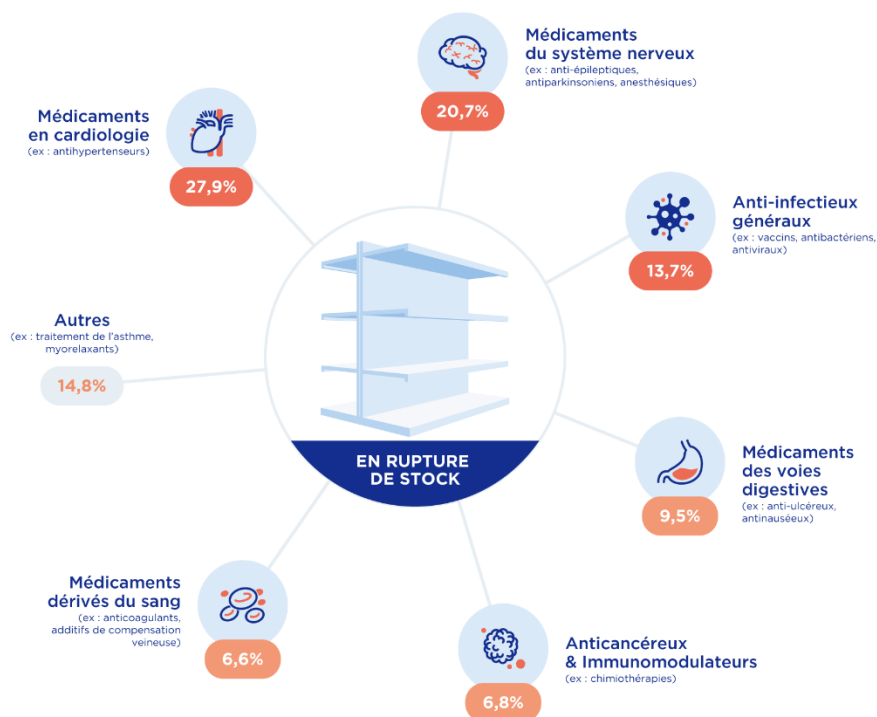 Médicaments
du système nerveux
(ex : anti-épileptiques,
antiparkinsoniens, anesthésiques)
20,7%
Médicaments
en cardiologie
(ex : antihypertenseurs)
27,9%
Anti-infectieux
généraux
(ex : vaccins, antibactériens,
antiviraux)
13,7%
Autres
(ex : traitement de l'asthme,
myorelaxants)
14,8%
EN RUPTURE
DE STOCK
Médicaments
des voies
digestives
(ex : anti-ulcéreux,
antinauséeux)
9,5%
Médicaments
dérivés du sang
(ex : anticoagulants,
additifs de compensation
veineuse)
6,6%
Anticancéreux
& Immunomodulateurs
(ex : chimiothérapies)
6,8%